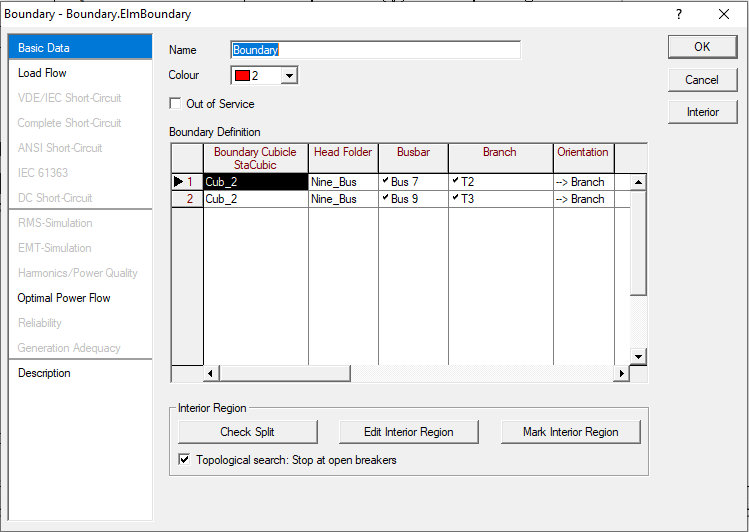 Boundary - Boundary.ElmBoundary
?
Basic Data
Load Flow
VDE/IEC Short-Circuit
Complete Short-Circuit
ANSI Short-Circuit
IEC 61363
DC Short-Circuit
RMS-Simulation
EMT-Simulation
Harmonics/Power Quality
Optimal Power Flow
Reliability
Generation Adequacy
Description
Name
Boundary
Colour
2
Out of Service
Boundary Definition
Boundary Cubicle
StaCubic
Head Folder
Busbar
Branch
Orientation
1 Cub_2 Nine_Bus Bus 7 T2 --> Branch
2 Cub_2 Nine_Bus Bus 9 T3 --> Branch
Interior Region
Check Split
Edit Interior Region
Mark Interior Region
Topological search: Stop at open breakers
OK
Cancel
Interior